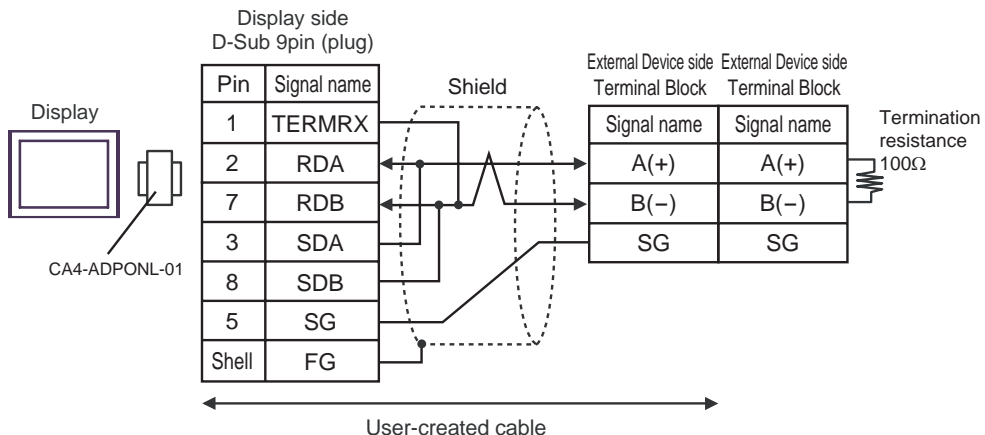 Display side
D-Sub 9pin (plug)
Display
CA4-ADPONL-01
Pin Signal name
1 TERMRX
2 RDA
7 RDB
3 SDA
8 SDB
5 SG
Shell FG
Shield
External Device side
Terminal Block
Signal name
A(+)
B(−)
SG
External Device side
Terminal Block
Signal name
A(+)
B(−)
SG
Termination
resistance
100Ω
User-created cable